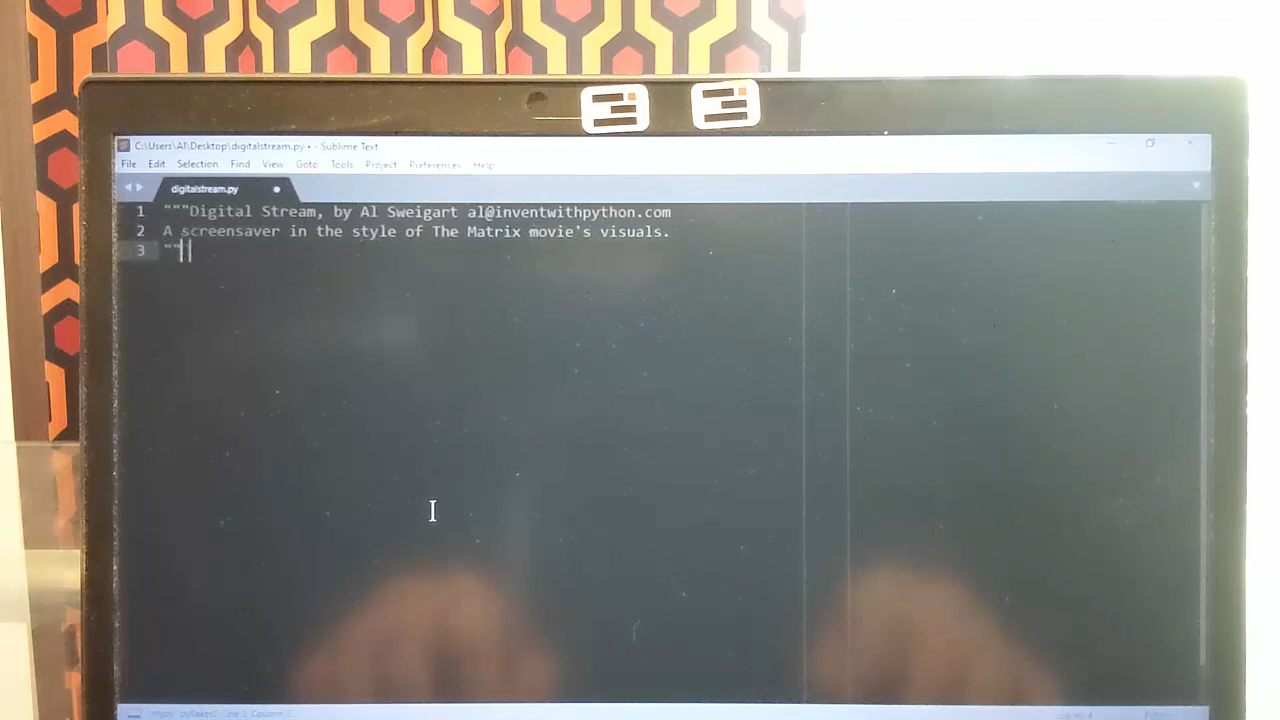 C:\Users\Al\Desktop\digitalstream.py • - Sublime Text
File Edit Selection Find View Goto Tools Project Preferences Help
digitalstream.py
1 """Digital Stream, by Al Sweigart al@inventwithpython.com
2 A screensaver in the style of The Matrix movie's visuals.
3 """